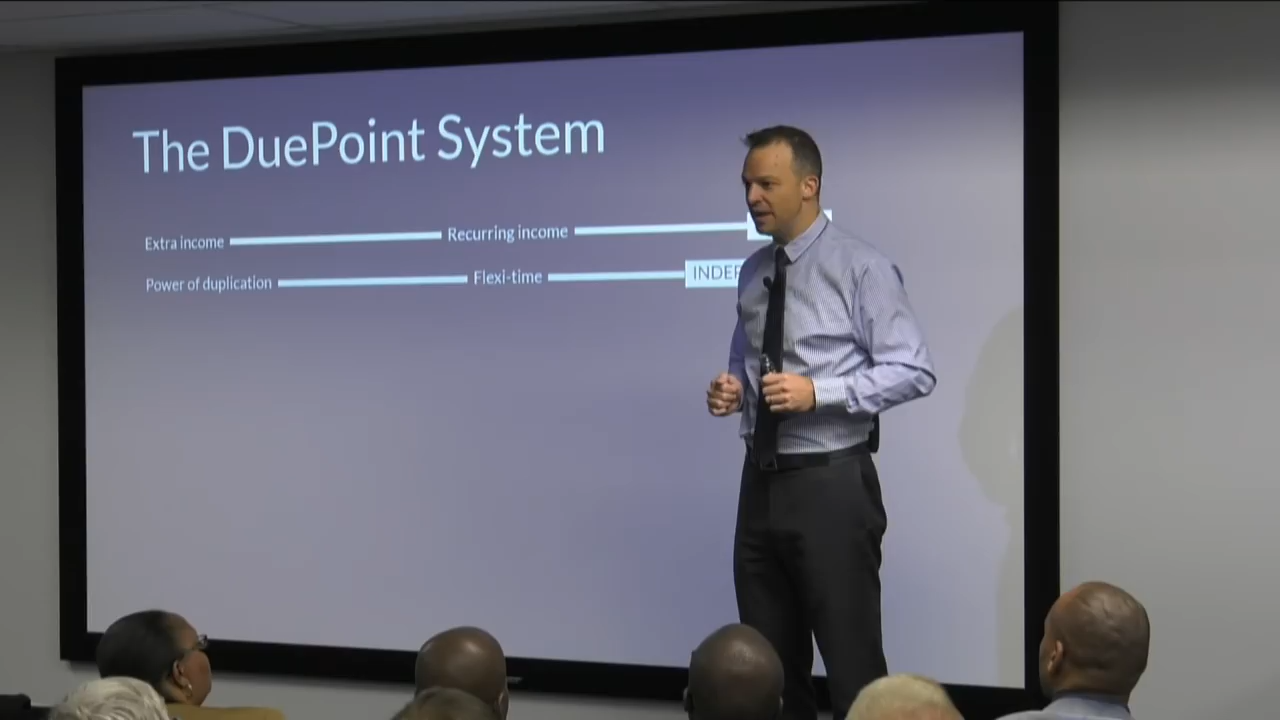 The DuePoint System
Extra income Recurring income
Power of duplication Flexi-time